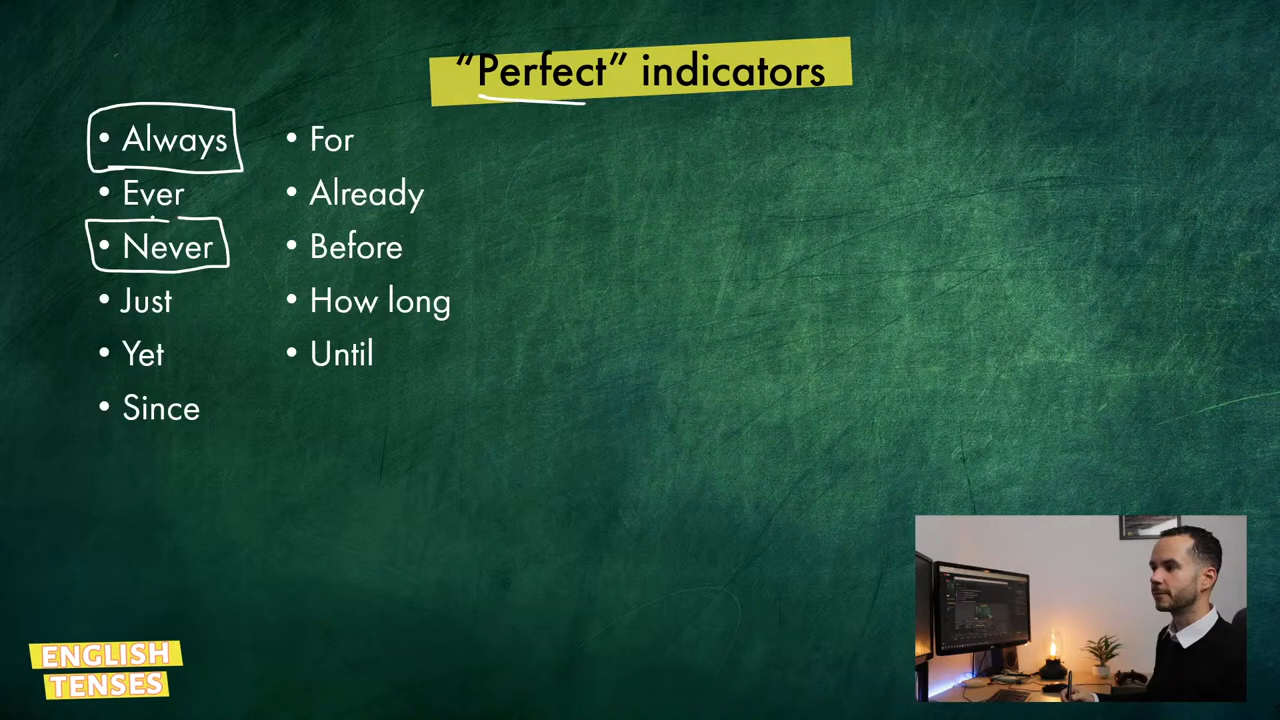 “Perfect” indicators
• Always
• Ever
• Never
• Just
• Yet
• Since
• For
• Already
• Before
• How long
• Until
ENGLISH
TENSES